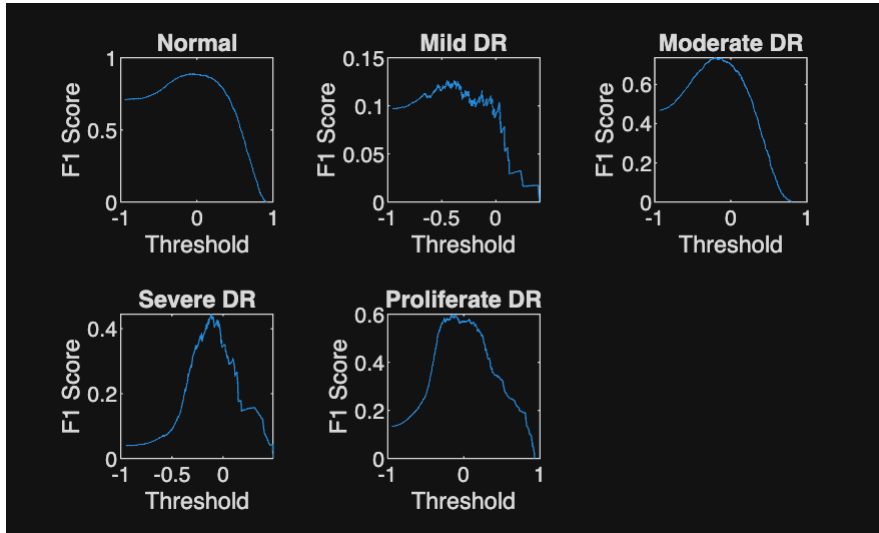 Normal
1
0.5
0
F1 Score
-1
0
1
Threshold
Mild DR
0.15
0.1
0.05
0
F1 Score
-1
-0.5
0
Threshold
Moderate DR
0.6
0.4
0.2
0
F1 Score
-1
0
1
Threshold
Severe DR
0.4
0.2
0
F1 Score
-1
-0.5
0
Threshold
Proliferate DR
0.6
0.4
0.2
0
F1 Score
-1
0
1
Threshold